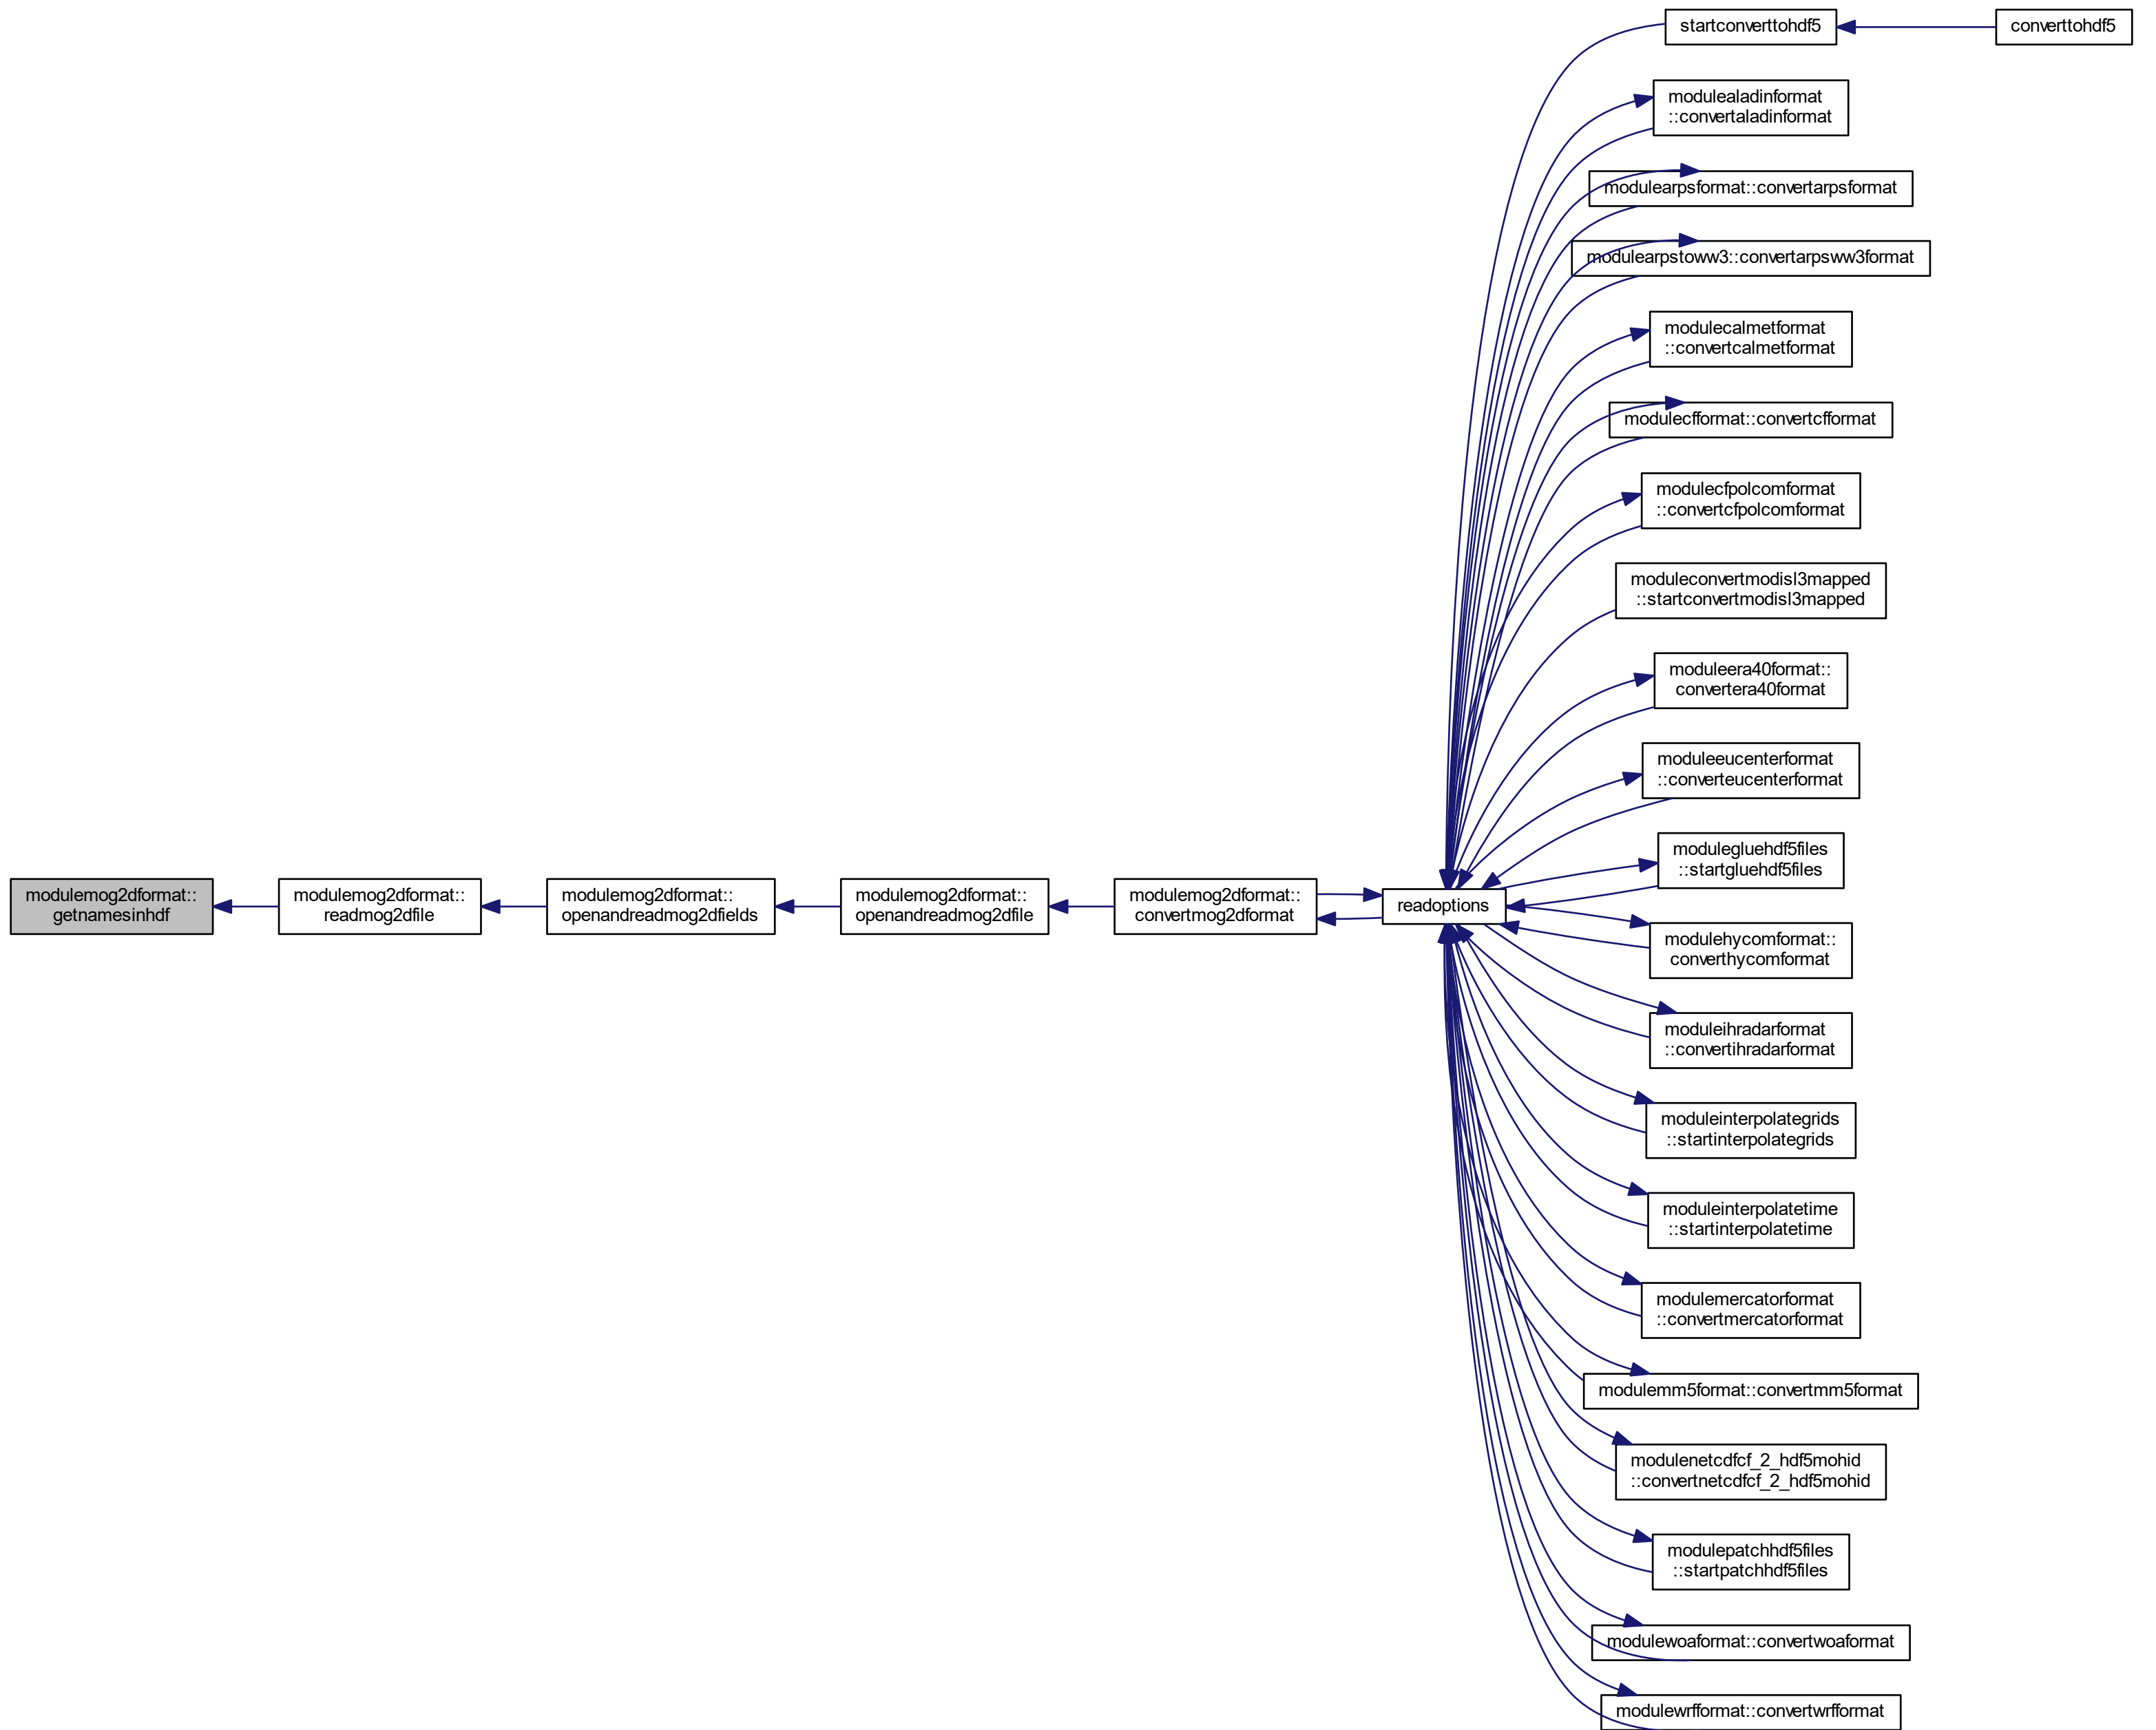 modulemog2dformat::
getnamesinhdf
modulemog2dformat::
readmog2dfile
modulemog2dformat::
openandreadmog2dfields
modulemog2dformat::
openandreadmog2dfile
modulemog2dformat::
convertmog2dformat
readoptions
startconverttohdf5
converttohdf5
modulealadinformat
::convertaladinformat
modulearpsformat::convertarpsformat
modulearpstoww3::convertarpsww3format
modulecalmetformat
::convertcalmetformat
modulecfformat::convertcfformat
modulecfpolcomformat
::convertcfpolcomformat
moduleconvertmodisl3mapped
::startconvertmodisl3mapped
moduleera40format::
convertera40format
moduleeucenterformat
::converteucenterformat
modulegluehdf5files
::startgluehdf5files
modulehycomformat::
converthycomformat
moduleihradarformat
::convertihradarformat
moduleinterpolategrids
::startinterpolategrids
moduleinterpolatetime
::startinterpolatetime
modulemercatorformat
::convertmercatorformat
modulemm5format::convertmm5format
modulenetcdfcf_2_hdf5mohid
::convertnetcdfcf_2_hdf5mohid
modulepatchhdf5files
::startpatchhdf5files
modulewoaformat::convertwoaformat
modulewrfformat::convertwrfformat